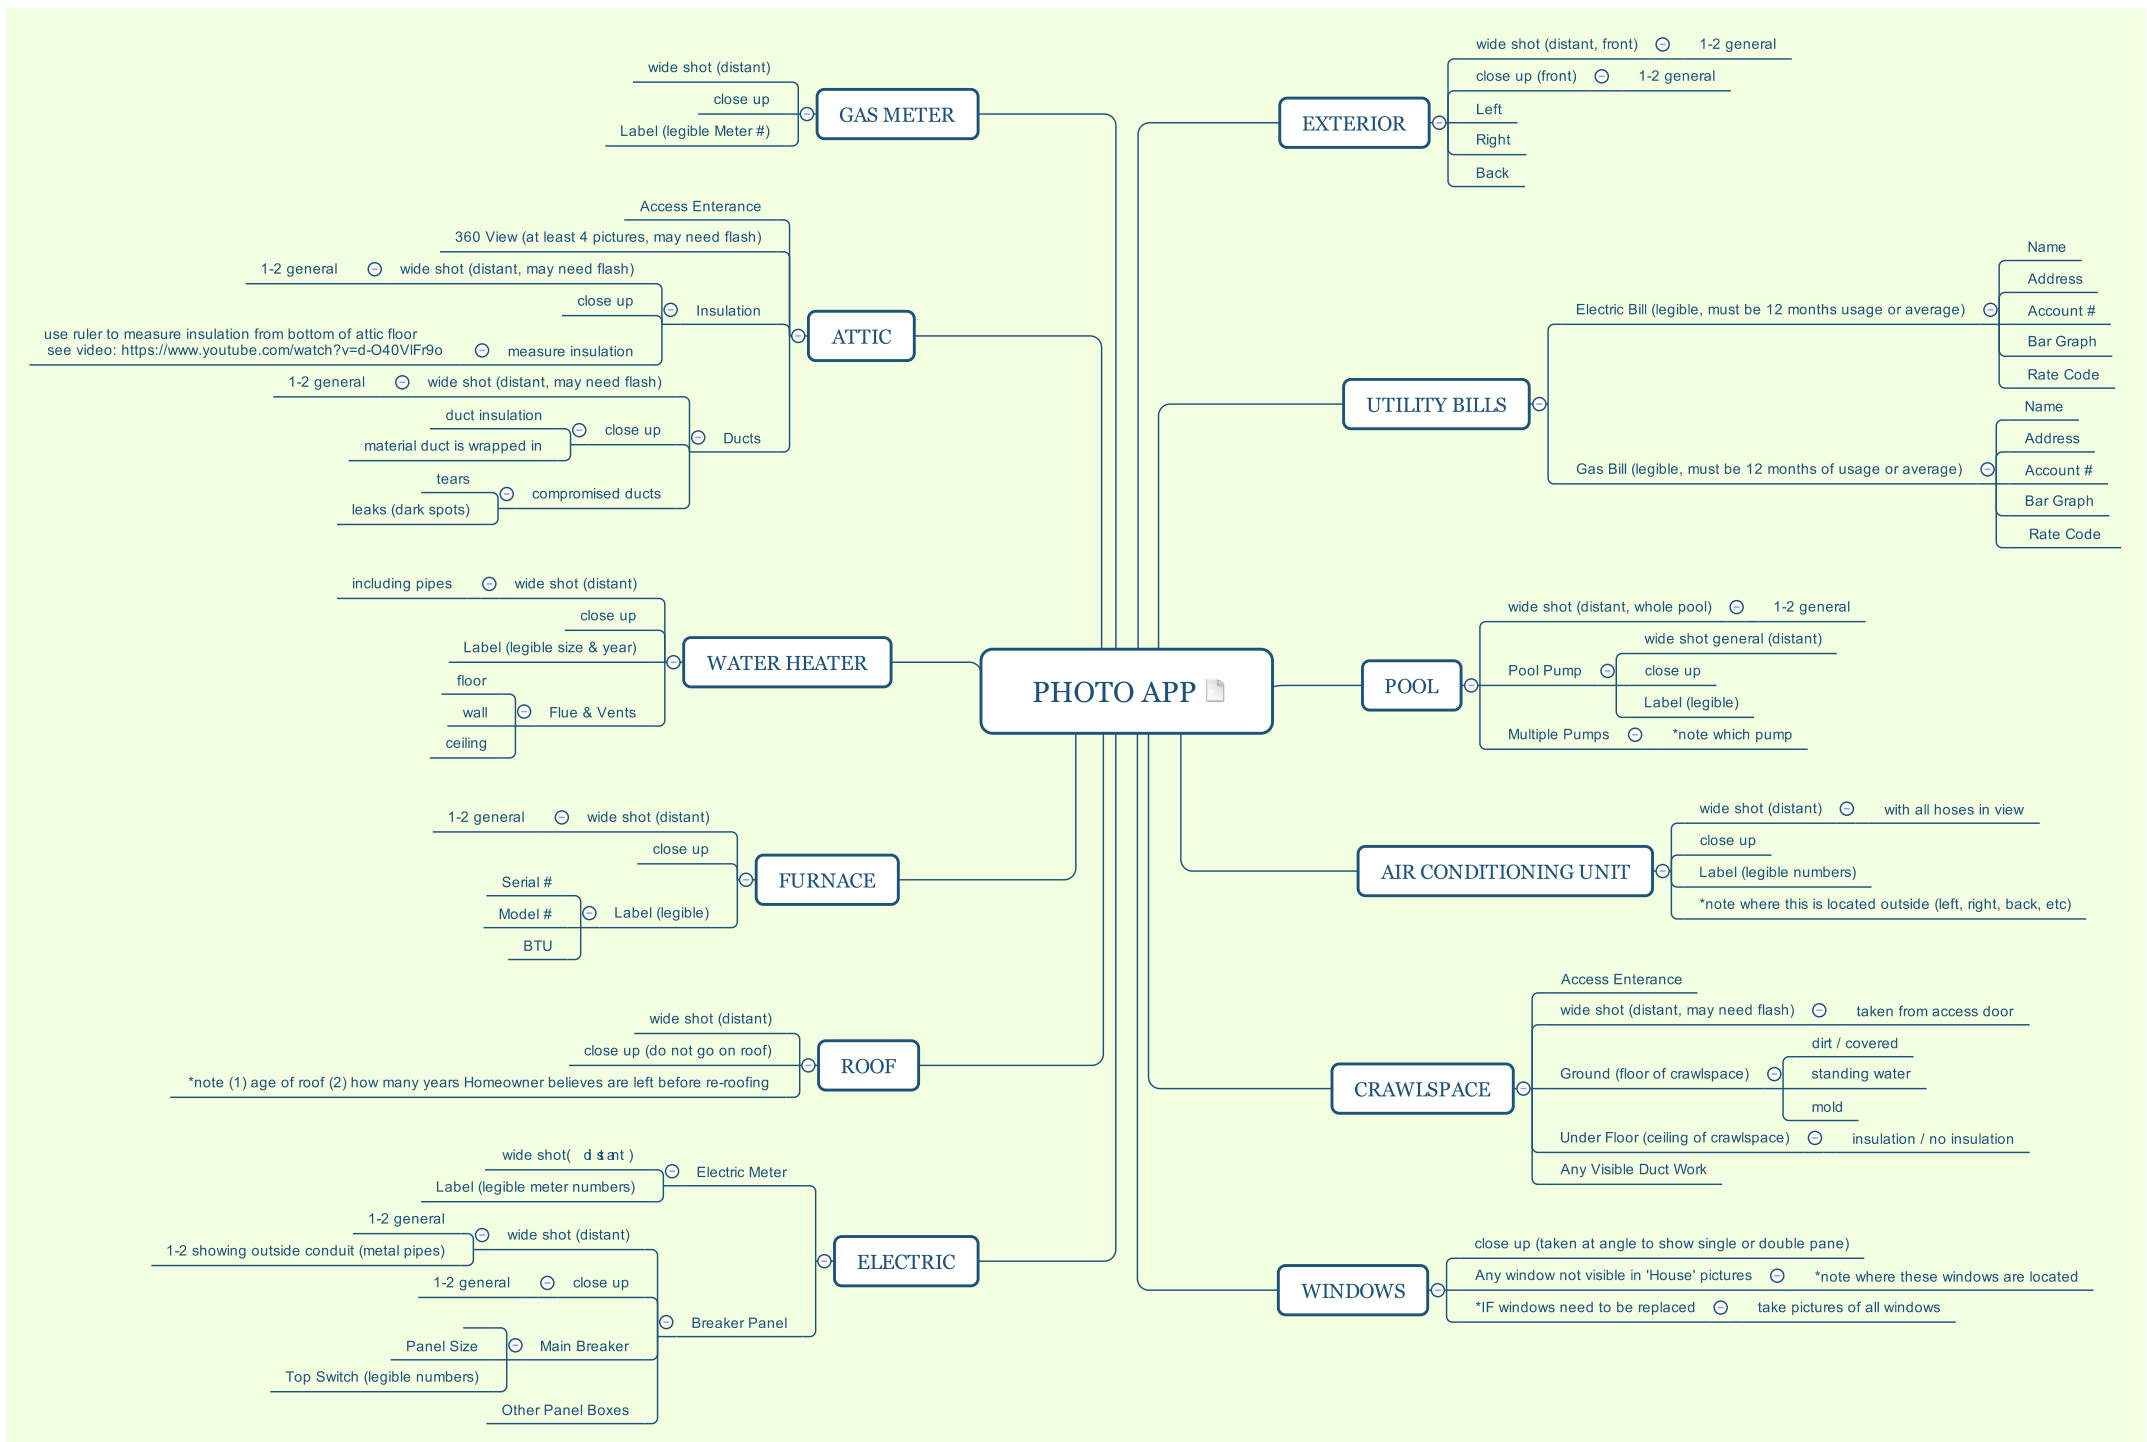 PHOTO APP
GAS METER
wide shot (distant)
close up
Label (legible Meter #)
ATTIC
Access Enterance
360 View (at least 4 pictures, may need flash)
Insulation
wide shot (distant, may need flash)
1-2 general
close up
measure insulation
use ruler to measure insulation from bottom of attic floor
see video: https://www.youtube.com/watch?v=d-O40VlFr9o
Ducts
wide shot (distant, may need flash)
1-2 general
close up
duct insulation
material duct is wrapped in
compromised ducts
tears
leaks (dark spots)
WATER HEATER
wide shot (distant)
including pipes
close up
Label (legible size & year)
Flue & Vents
floor
wall
ceiling
FURNACE
wide shot (distant)
1-2 general
close up
Label (legible)
Serial #
Model #
BTU
ROOF
wide shot (distant)
close up (do not go on roof)
*note (1) age of roof (2) how many years Homeowner believes are left before re-roofing
ELECTRIC
Electric Meter
wide shot( distant )
Label (legible meter numbers)
Breaker Panel
wide shot (distant)
1-2 general
1-2 showing outside conduit (metal pipes)
close up
1-2 general
Main Breaker
Panel Size
Top Switch (legible numbers)
Other Panel Boxes
EXTERIOR
wide shot (distant, front)
1-2 general
close up (front)
1-2 general
Left
Right
Back
UTILITY BILLS
Electric Bill (legible, must be 12 months usage or average)
Name
Address
Account #
Bar Graph
Rate Code
Gas Bill (legible, must be 12 months of usage or average)
Name
Address
Account #
Bar Graph
Rate Code
POOL
wide shot (distant, whole pool)
1-2 general
Pool Pump
wide shot general (distant)
close up
Label (legible)
Multiple Pumps
*note which pump
AIR CONDITIONING UNIT
wide shot (distant)
with all hoses in view
close up
Label (legible numbers)
*note where this is located outside (left, right, back, etc)
CRAWLSPACE
Access Enterance
wide shot (distant, may need flash)
taken from access door
Ground (floor of crawlspace)
dirt / covered
standing water
mold
Under Floor (ceiling of crawlspace)
insulation / no insulation
Any Visible Duct Work
WINDOWS
close up (taken at angle to show single or double pane)
Any window not visible in 'House' pictures
*note where these windows are located
*IF windows need to be replaced
take pictures of all windows